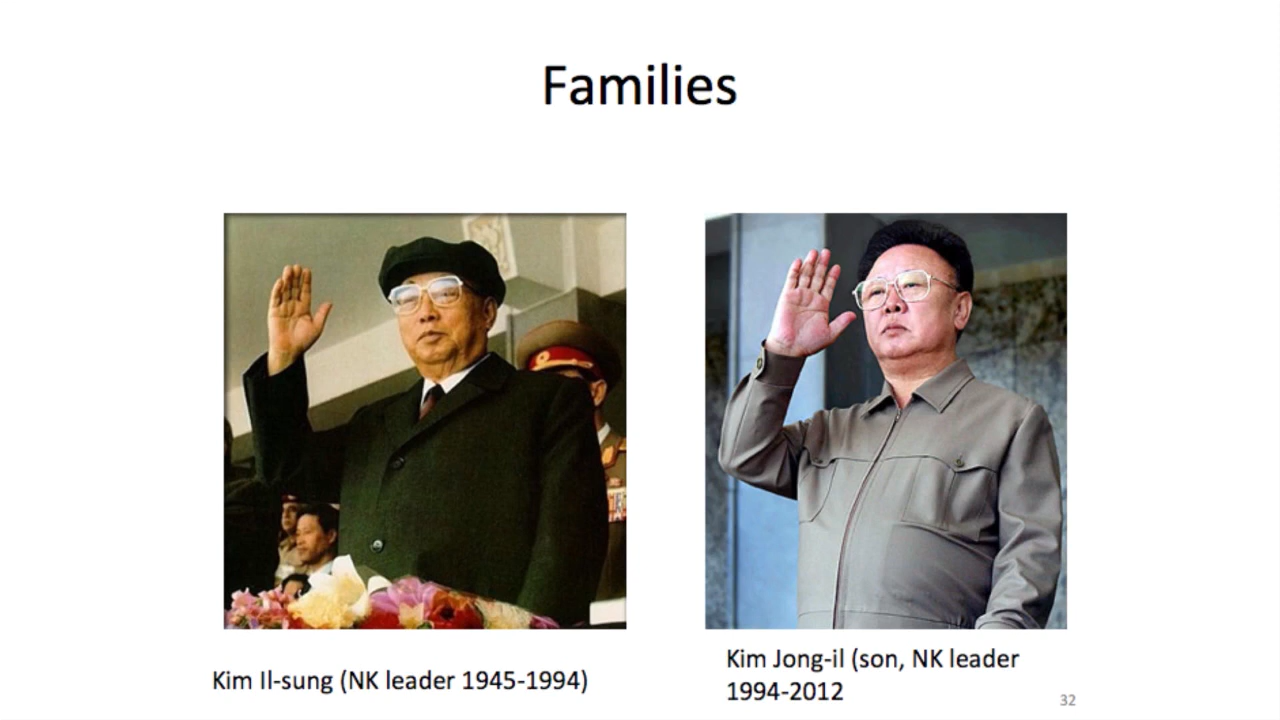 Families
Kim Il-sung (NK leader 1945-1994)
Kim Jong-il (son, NK leader
1994-2012
32